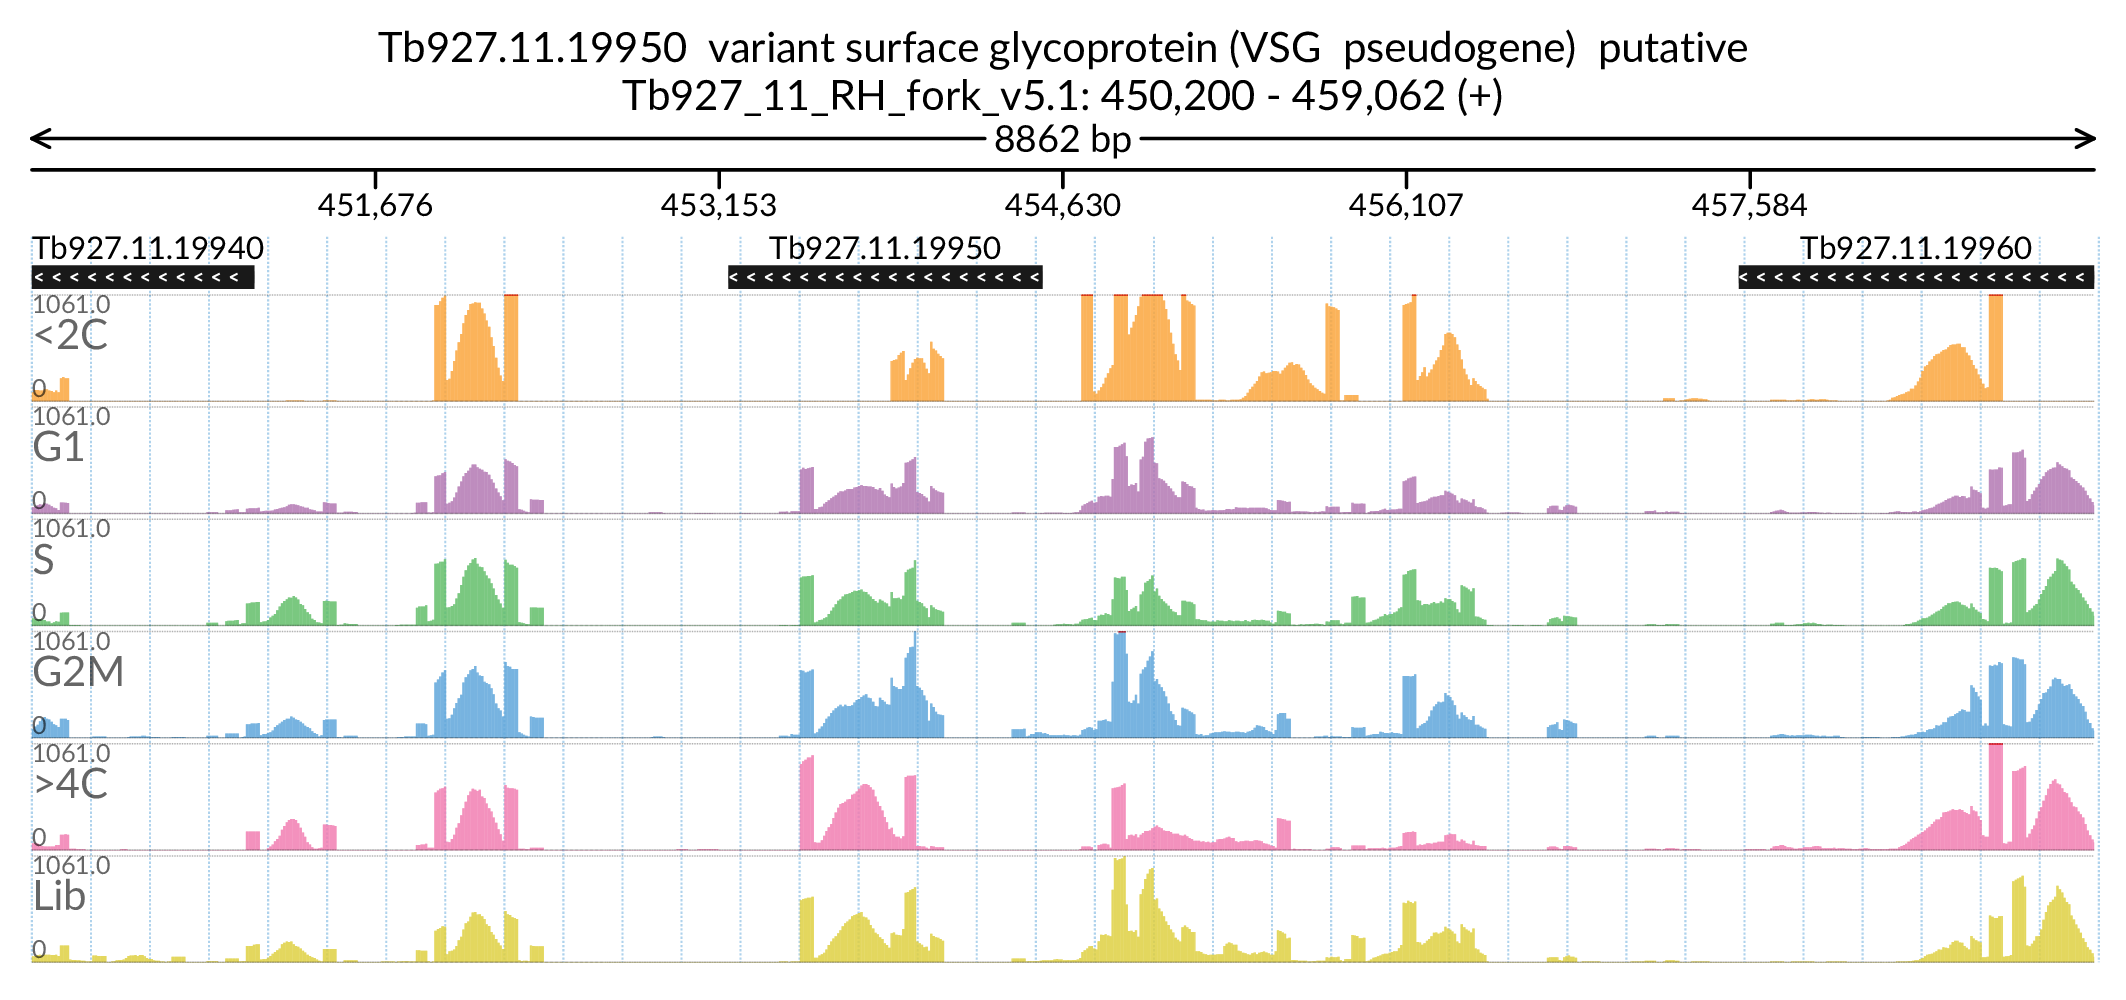 Tb927.11.19950  variant surface glycoprotein (VSG  pseudogene)  putative
Tb927_11_RH_fork_v5.1: 450,200 - 459,062 (+)
8862 bp
451,676 453,153 454,630 456,107 457,584
Tb927.11.19940 Tb927.11.19950 Tb927.11.19960
1061.0
<2C
0
1061.0
G1
0
1061.0
S
0
1061.0
G2M
0
1061.0
>4C
0
1061.0
Lib
0